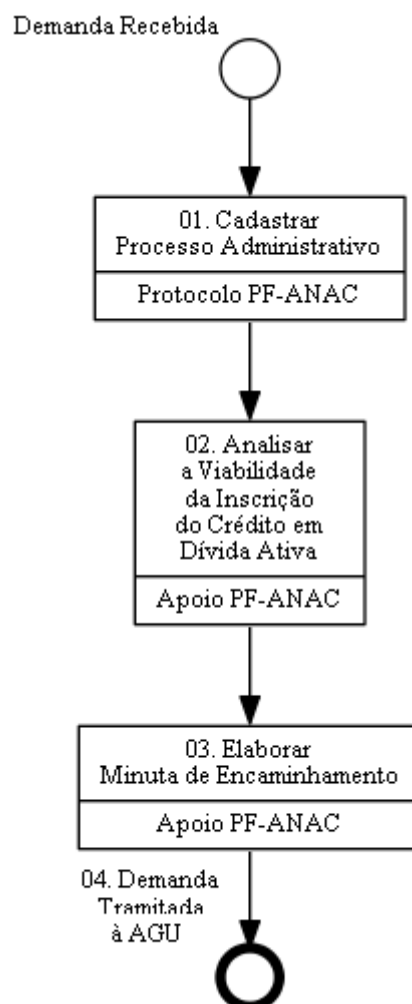 Demanda Recebida
01. Cadastrar
Processo Administrativo
Protocolo PF-ANAC
02. Analisar
a Viabilidade
da Inscrição
do Crédito em
Dívida Ativa
Apoio PF-ANAC
03. Elaborar
Minuta de Encaminhamento
Apoio PF-ANAC
04. Demanda
Tramitada
à AGU